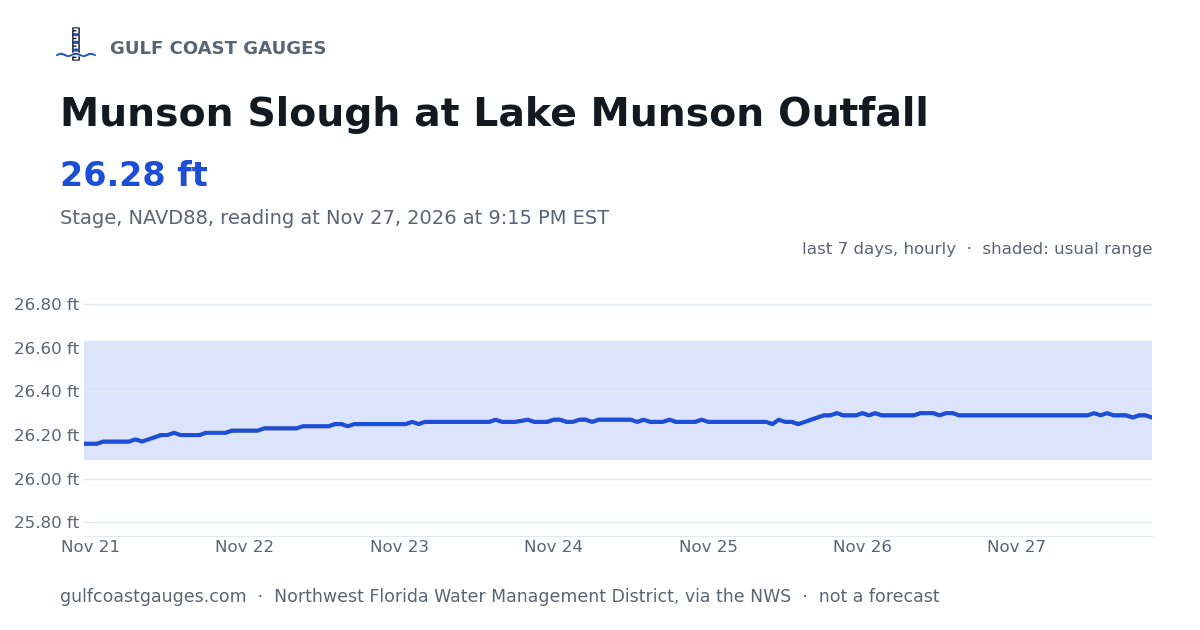 GULF COAST GAUGES
Munson Slough at Lake Munson Outfall
26.28 ft
Stage, NAVD88, reading at Nov 27, 2026 at 9:15 PM EST
last 7 days, hourly · shaded: usual range
26.80 ft
26.60 ft
26.40 ft
26.20 ft
26.00 ft
25.80 ft
Nov 21 Nov 22 Nov 23 Nov 24 Nov 25 Nov 26 Nov 27
gulfcoastgauges.com · Northwest Florida Water Management District, via the NWS · not a forecast